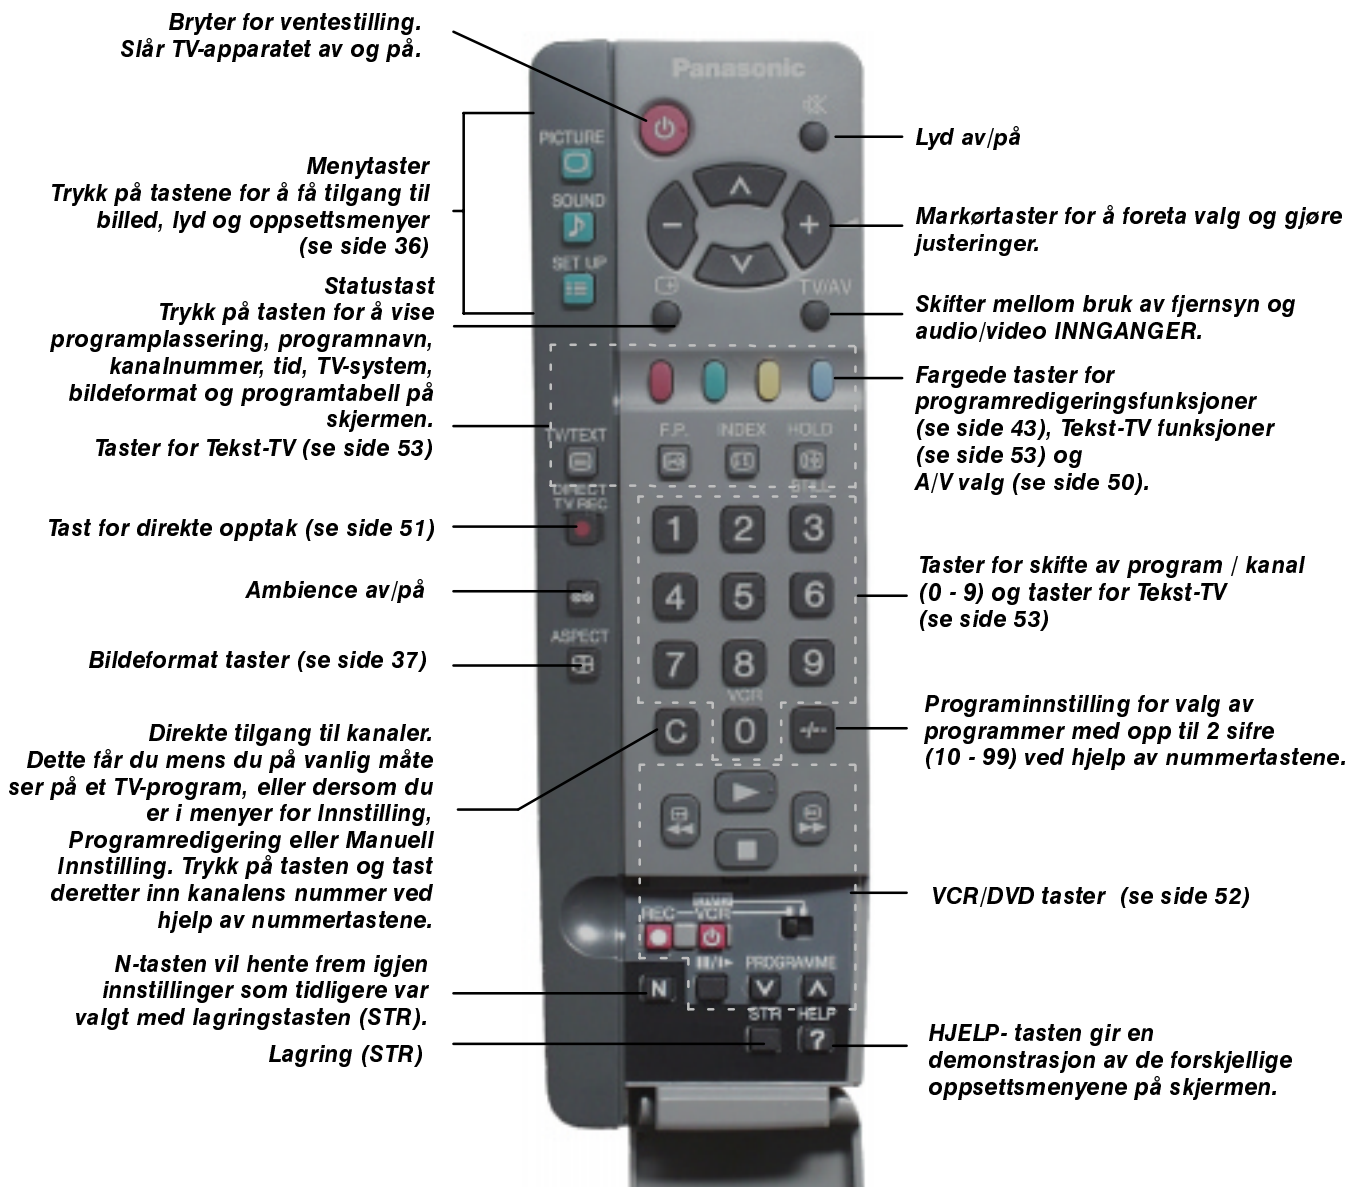 Bryter for ventestilling.
Slår TV-apparatet av og på.
Menytaster
Trykk på tastene for å få tilgang til
billed, lyd og oppsettsmenyer
(se side 36)
Statustast
Trykk på tasten for å vise
programplassering, programnavn,
kanalnummer, tid, TV-system,
bildeformat og programtabell på
skjermen.
Taster for Tekst-TV (se side 53)
Tast for direkte opptak (se side 51)
Ambience av/på
Bildeformat taster (se side 37)
Direkte tilgang til kanaler.
Dette får du mens du på vanlig måte
ser på et TV-program, eller dersom du
er i menyer for Innstilling,
Programredigering eller Manuell
Innstilling. Trykk på tasten og tast
deretter inn kanalens nummer ved
hjelp av nummertastene.
N-tasten vil hente frem igjen
innstillinger som tidligere var
valgt med lagringstasten (STR).
Lagring (STR)
Panasonic
PICTURE
SOUND
SET UP
TV/AV
TV/TEXT
F.P.
INDEX
HOLD
STILL
DIRECT
TV REC
1
2
3
4
5
6
ASPECT
7
8
9
VCR
C
0
-/--
REC
VCR
PROGRAMME
N
STR
HELP
?
Lyd av/på
Markørtaster for å foreta valg og gjøre
justeringer.
Skifter mellom bruk av fjernsyn og
audio/video INNGANGER.
Fargede taster for
programredigeringsfunksjoner
(se side 43), Tekst-TV funksjoner
(se side 53) og
A/V valg (se side 50).
Taster for skifte av program / kanal
(0 - 9) og taster for Tekst-TV
(se side 53)
Programinnstilling for valg av
programmer med opp til 2 sifre
(10 - 99) ved hjelp av nummertastene.
VCR/DVD taster (se side 52)
HJELP- tasten gir en
demonstrasjon av de forskjellige
oppsettsmenyene på skjermen.